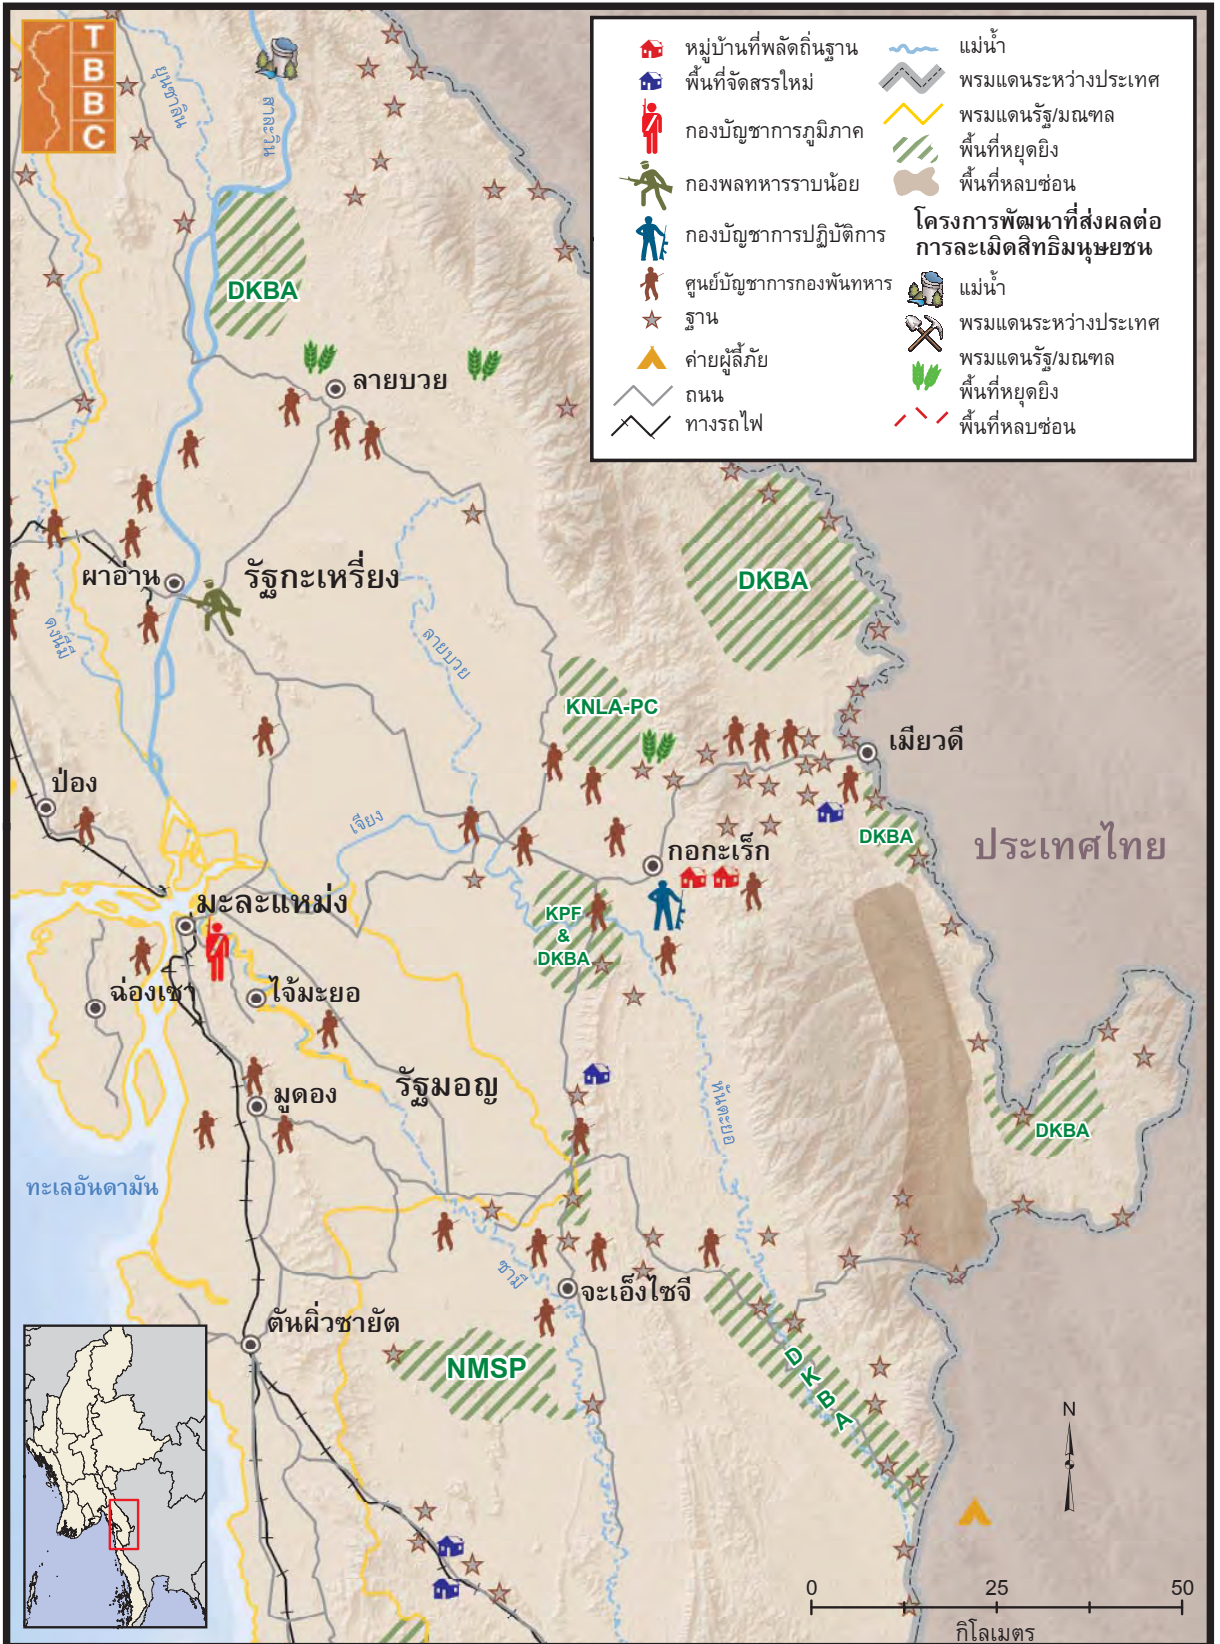 T
B
B
C
หมู่บ้านที่พลัดถิ่นฐาน
พื้นที่จัดสรรใหม่
กองบัญชาการภูมิภาค
กองพลทหารราบน้อย
กองบัญชาการปฏิบัติการ
ศูนย์บัญชาการกองพันทหาร
ฐาน
ค่ายผู้ลี้ภัย
ถนน
ทางรถไฟ
แม่น้ำ
พรมแดนระหว่างประเทศ
พรมแดนรัฐ/มณฑล
พื้นที่หยุดยิง
พื้นที่หลบซ่อน
โครงการพัฒนาที่ส่งผลต่อ
การละเมิดสิทธิมนุษยชน
แม่น้ำ
พรมแดนระหว่างประเทศ
พรมแดนรัฐ/มณฑล
พื้นที่หยุดยิง
พื้นที่หลบซ่อน
ยุนซาลิน
สาละวิน
DKBA
ลายบวย
ผาอ่าน
รัฐกะเหรี่ยง
DKBA
ดงนีมี
ลายบวย
KNLA-PC
เมียวดี
ป่อง
เจียง
DKBA
ประเทศไทย
กอกะเร็ก
มะละแหม่ง
KPF
&
DKBA
ฉ่องเซา
ไจ้มะยอ
รัฐมอญ
มูดอง
หันตะยอ
DKBA
ทะเลอันดามัน
ซามี
จะเอ็งไซจี
ตันผิ่วซายัต
NMSP
DKBA
N
0
25
50
กิโลเมตร